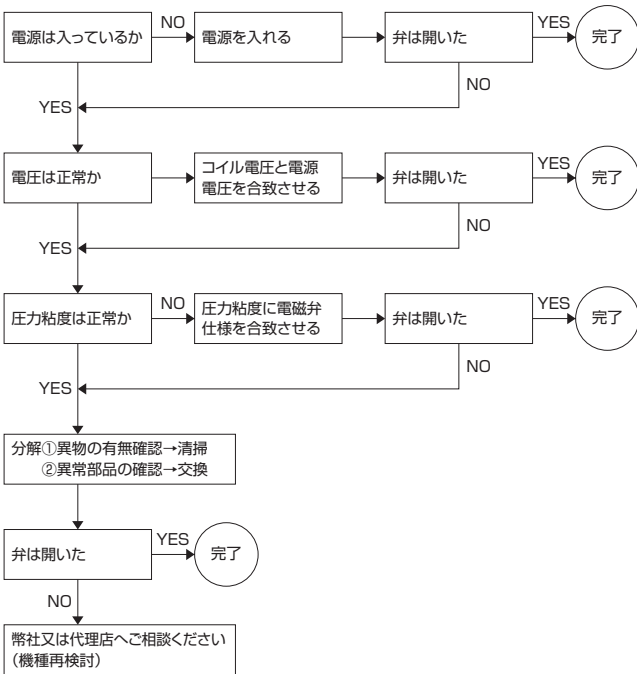 電源は入っているか
NO
電源を入れる
弁は開いた
YES
完了
NO
YES
電圧は正常か
コイル電圧と電源
電圧を合致させる
弁は開いた
YES
完了
NO
YES
圧力粘度は正常か
NO
圧力粘度に電磁弁
仕様を合致させる
弁は開いた
YES
完了
NO
YES
分解①異物の有無確認→清掃
②異常部品の確認→交換
弁は開いた
YES
完了
NO
幣社又は代理店へご相談ください
(機種再検討)